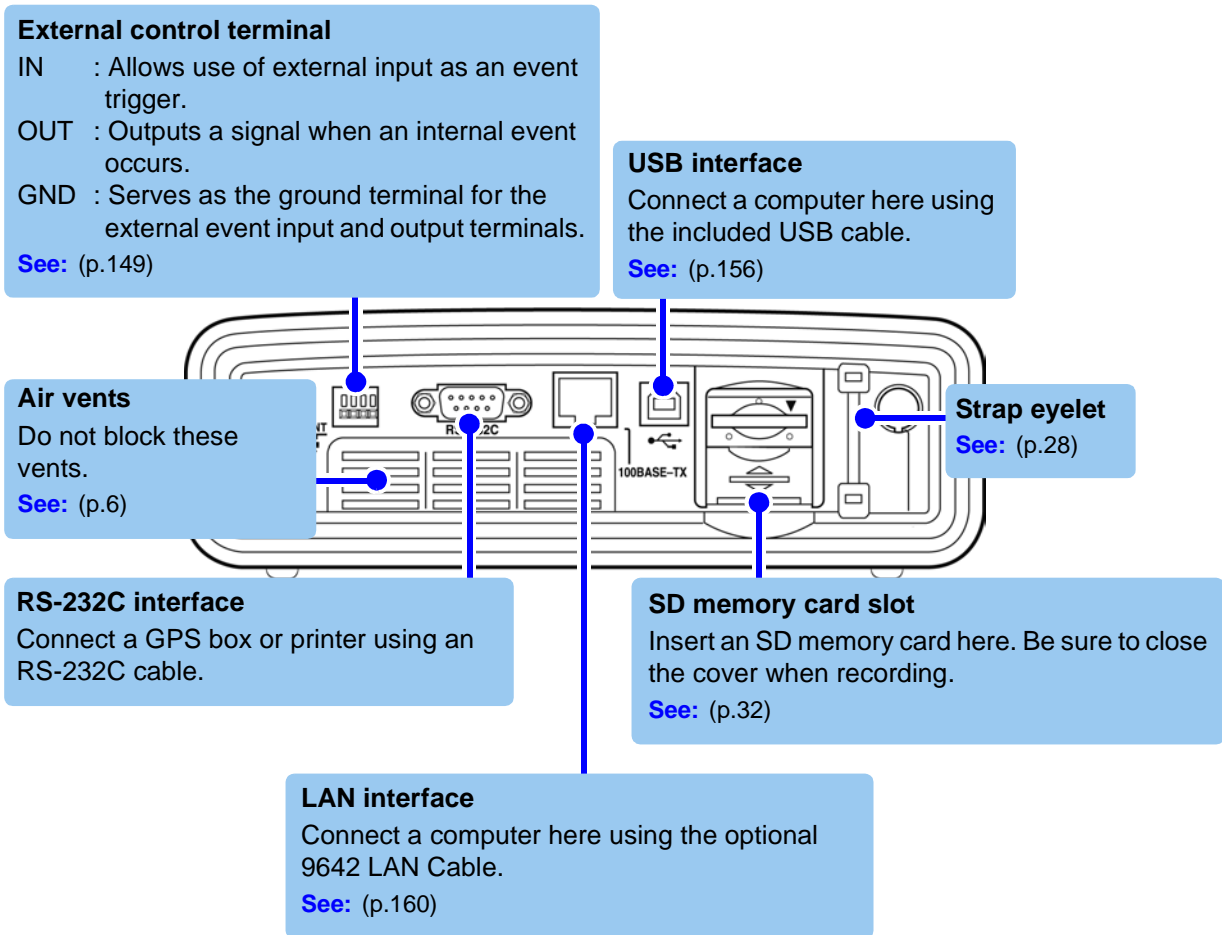 External control terminal
IN : Allows use of external input as an event
trigger.
OUT : Outputs a signal when an internal event
occurs.
GND : Serves as the ground terminal for the
external event input and output terminals.
See: (p.149)
USB interface
Connect a computer here using
the included USB cable.
See: (p.156)
Air vents
Do not block these
vents.
See: (p.6)
Strap eyelet
See: (p.28)
100BASE-TX
RS-232C interface
Connect a GPS box or printer using an
RS-232C cable.
SD memory card slot
Insert an SD memory card here. Be sure to close
the cover when recording.
See: (p.32)
LAN interface
Connect a computer here using the optional
9642 LAN Cable.
See: (p.160)